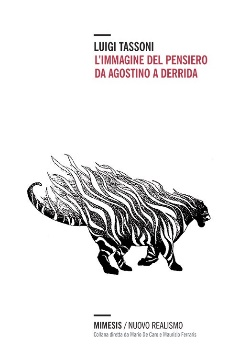 LUIGI TASSONI
L'IMMAGINE DEL PENSIERO
DA AGOSTINO A DERRIDA
MIMESIS / NUOVO REALISMO
Collana diretta da Mario De Caro e Maurizio Ferraris